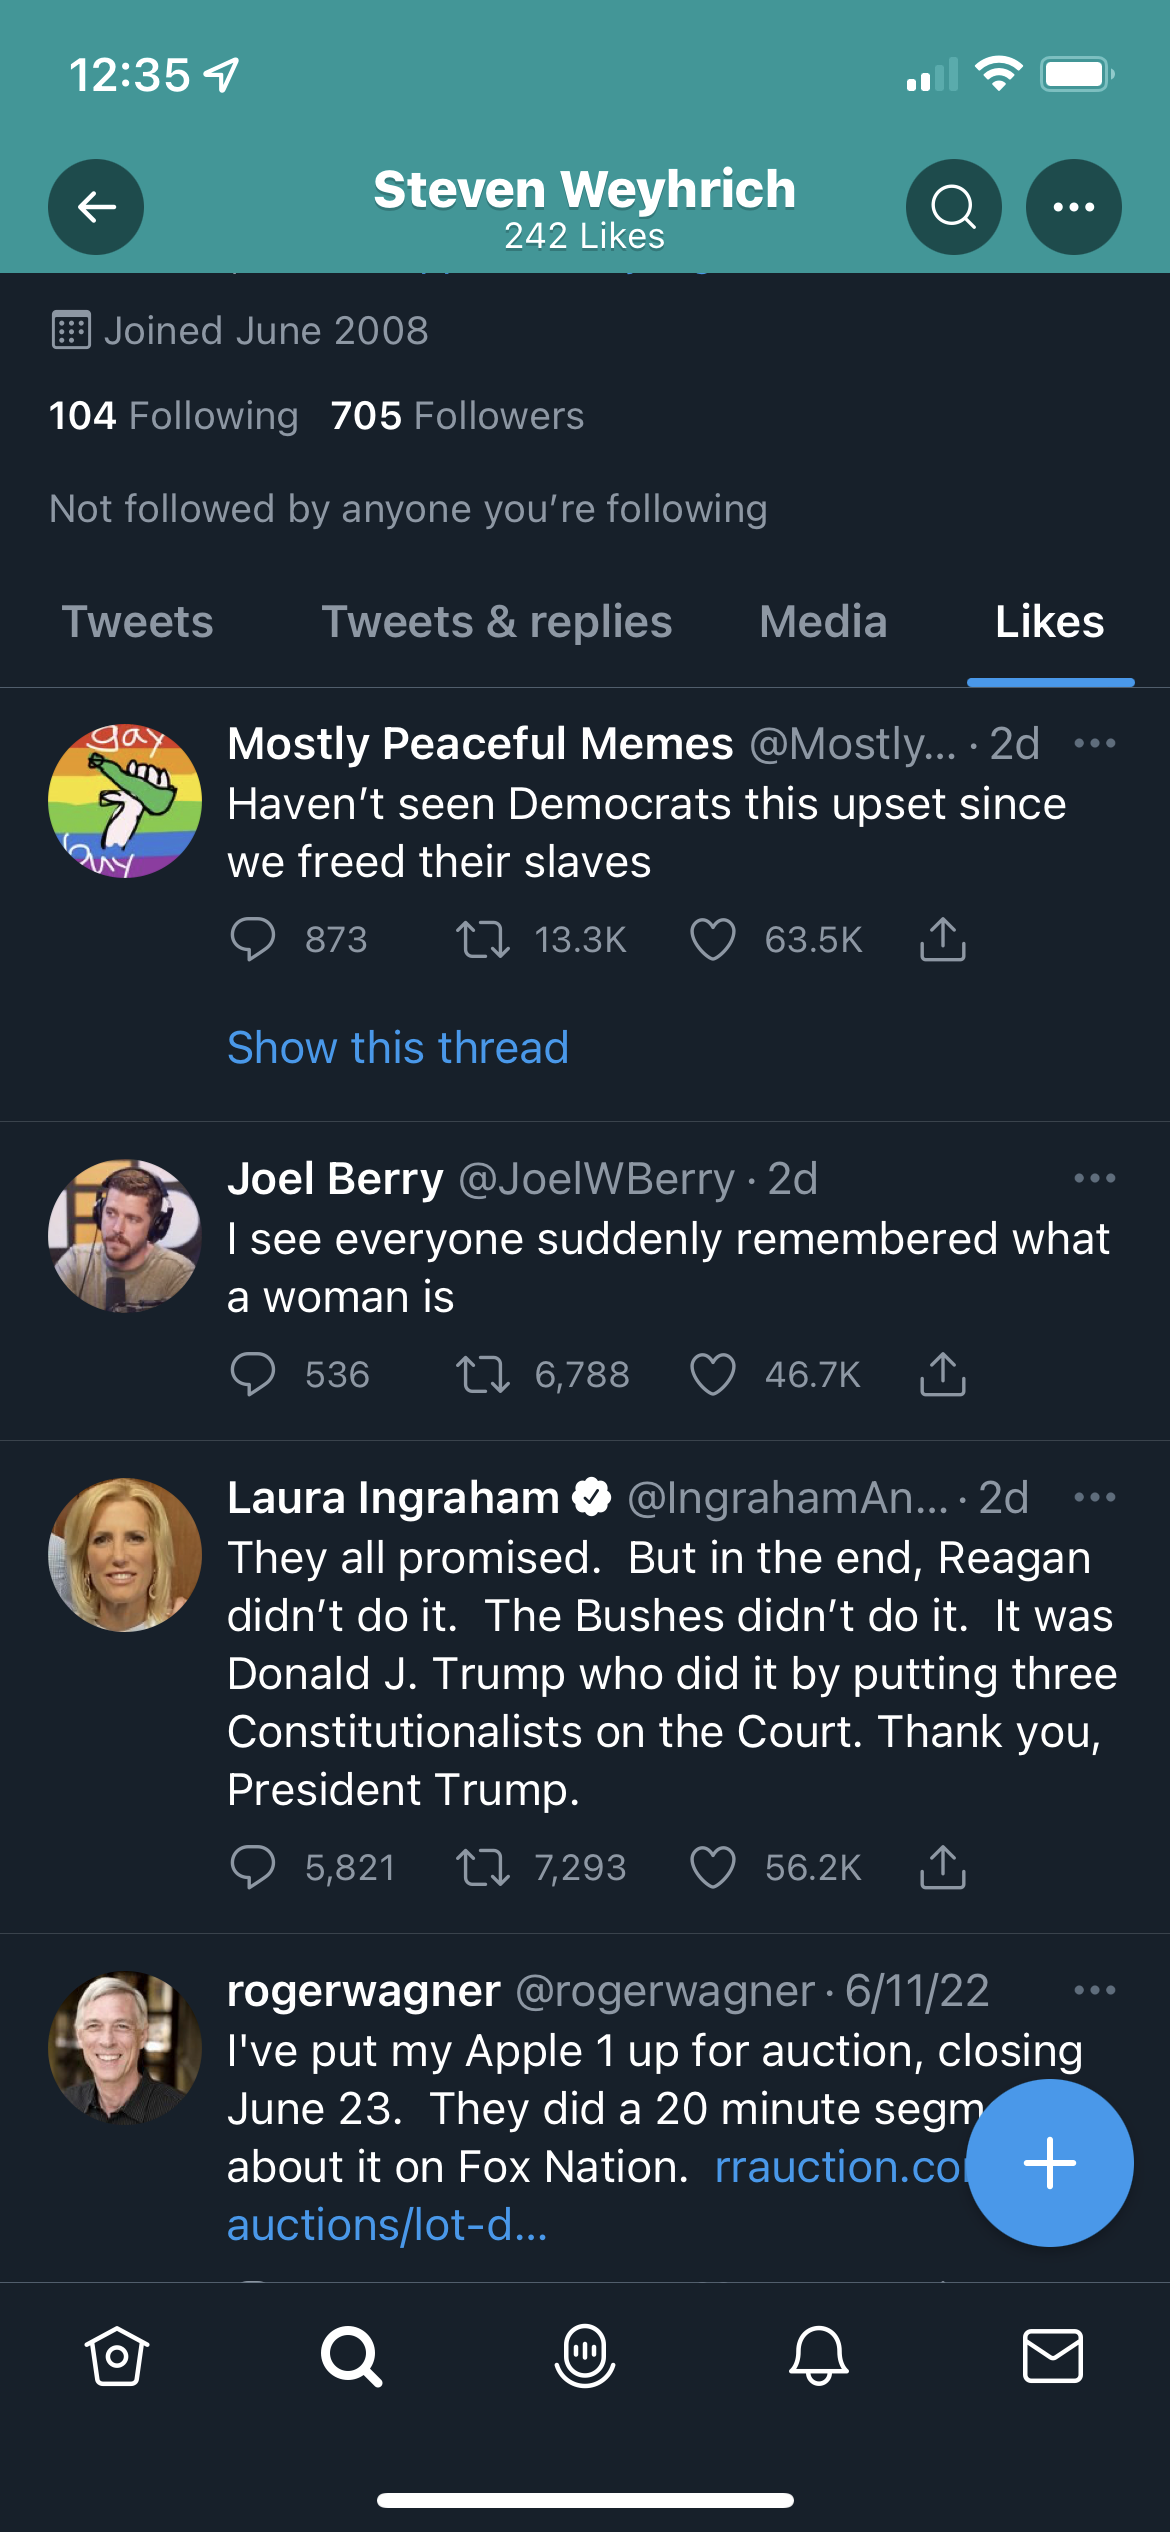 12:35
Steven Weyhrich
242 Likes
Joined June 2008
104 Following 705 Followers
Not followed by anyone you’re following
Tweets Tweets & replies Media Likes
gay
Mostly Peaceful Memes @Mostly... · 2d
Haven’t seen Democrats this upset since
we freed their slaves
873 13.3K 63.5K
Show this thread
Joel Berry @JoelWBerry · 2d
I see everyone suddenly remembered what
a woman is
536 6,788 46.7K
Laura Ingraham @IngrahamAn... · 2d
They all promised.  But in the end, Reagan
didn’t do it.  The Bushes didn’t do it.  It was
Donald J. Trump who did it by putting three
Constitutionalists on the Court. Thank you,
President Trump.
5,821 7,293 56.2K
rogerwagner @rogerwagner · 6/11/22
I've put my Apple 1 up for auction, closing
June 23.  They did a 20 minute segm
about it on Fox Nation.  rrauction.co
auctions/lot-d...